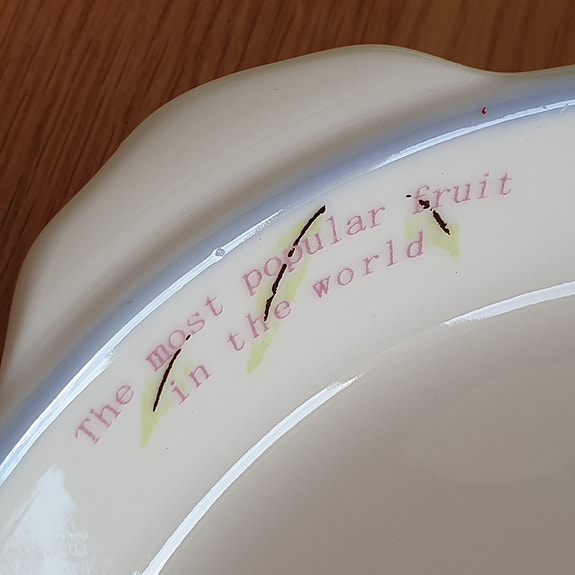 The most popular fruit
in the world